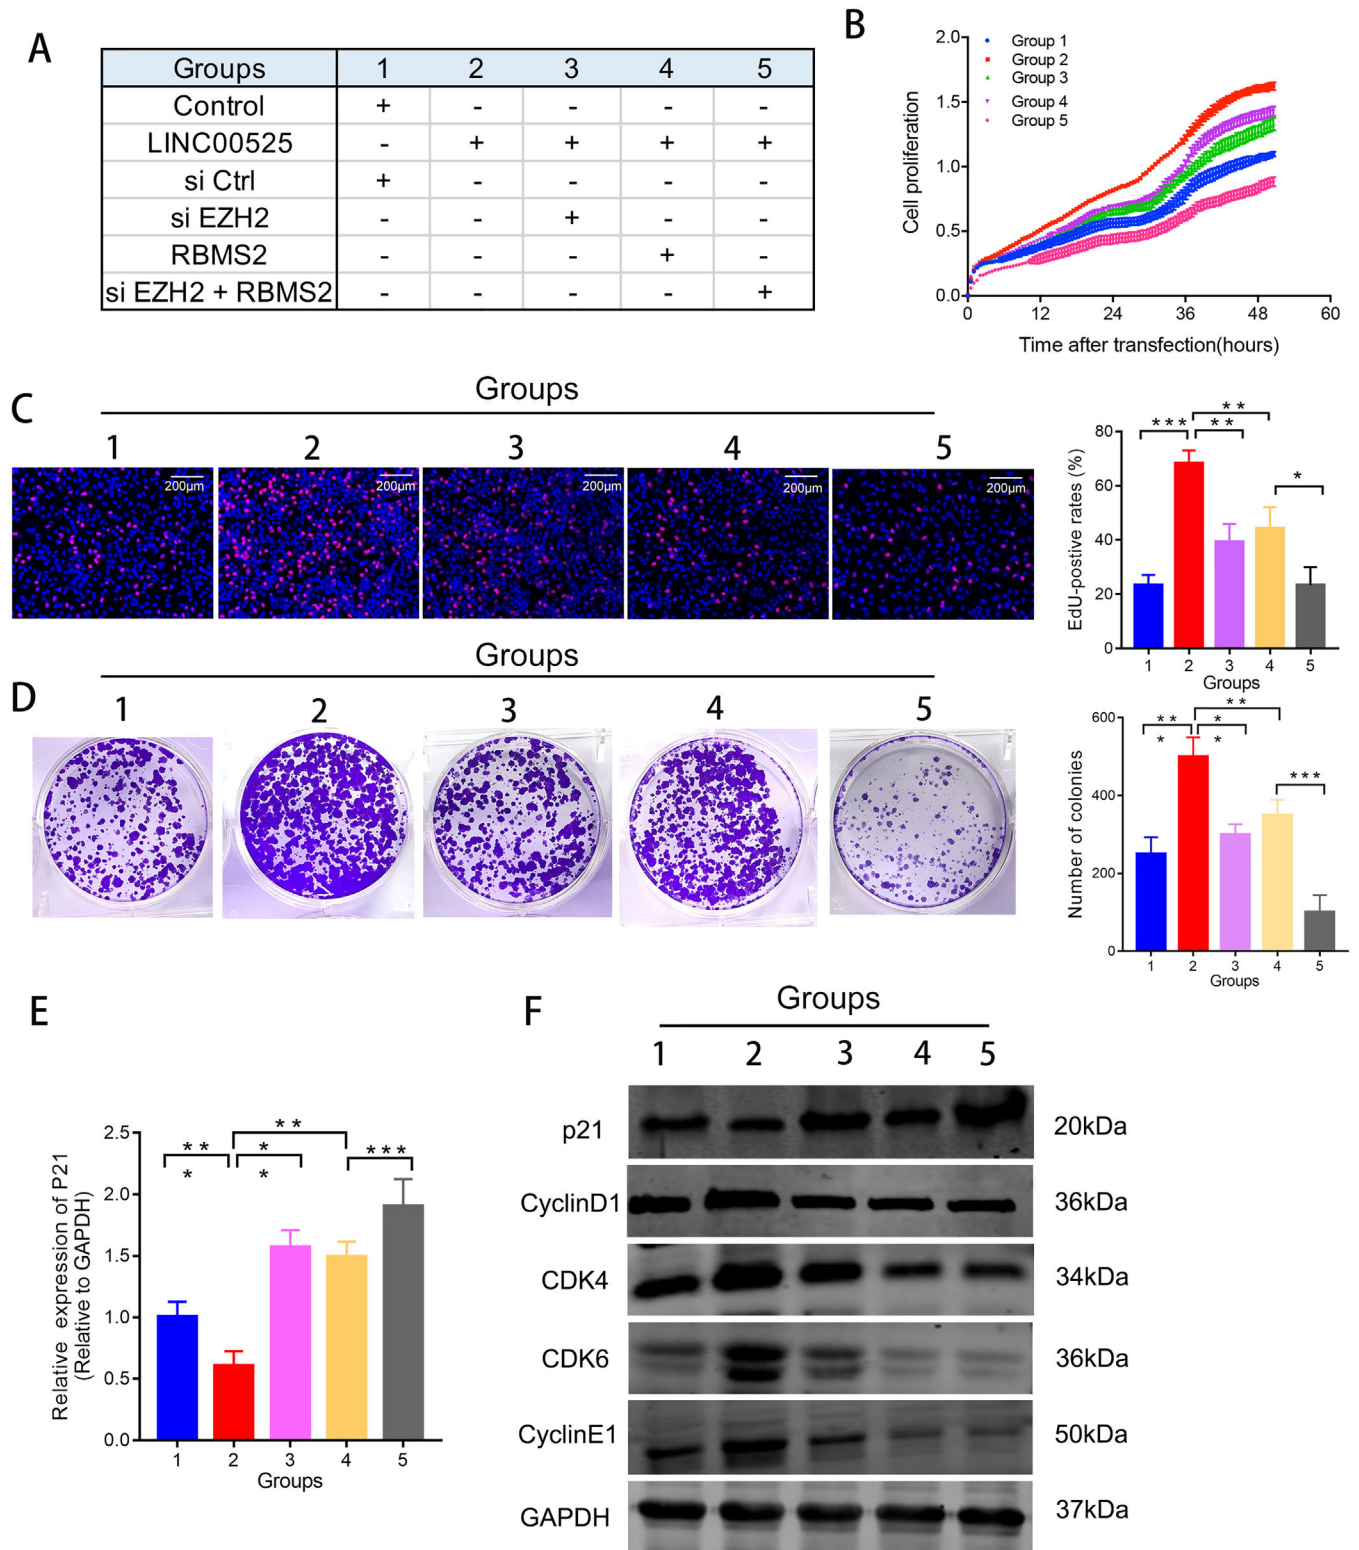 A
Groups 1 2 3 4 5
Control + - - - -
LINC00525 - + + + +
si Ctrl + - - - -
si EZH2 - - + - -
RBMS2 - - - + -
si EZH2 + RBMS2 - - - - +
B
Cell proliferation
2.0
1.5
1.0
0.5
0.0
Group 1
Group 2
Group 3
Group 4
Group 5
0 12 24 36 48 60
Time after transfection(hours)
C
Groups
1 2 3 4 5
200μm 200μm 200μm 200μm 200μm
EdU-postive rates (%)
80
60
40
20
0
* * *
* *
* *
*
1 2 3 4 5
Groups
D
Groups
1 2 3 4 5
Number of colonies
600
400
200
0
* *
*
*
*
* *
* * *
1 2 3 4 5
Groups
E
Relative expression of P21
(Relative to GAPDH)
2.5
2.0
1.5
1.0
0.5
0.0
* *
*
*
*
* *
* * *
1 2 3 4 5
Groups
F
Groups
1 2 3 4 5
p21 20kDa
CyclinD1 36kDa
CDK4 34kDa
CDK6 36kDa
CyclinE1 50kDa
GAPDH 37kDa